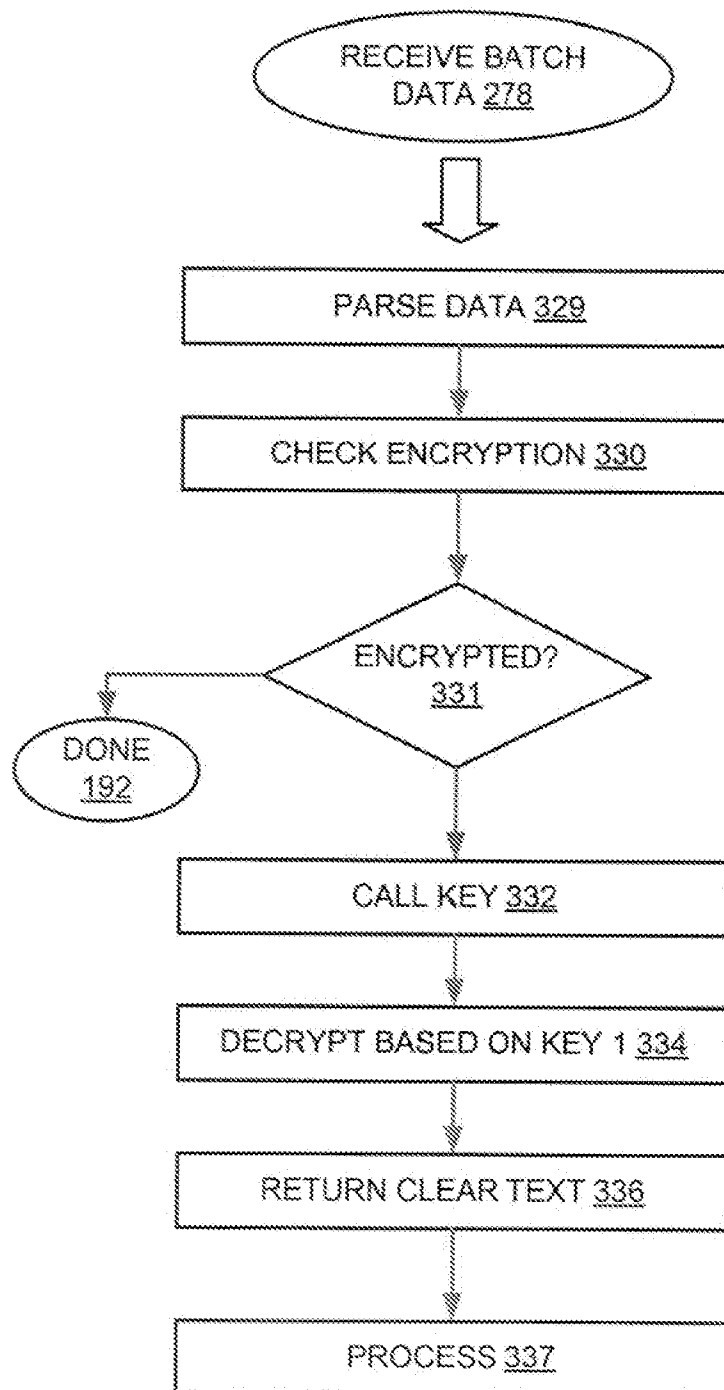 RECEIVE BATCH
DATA 278
PARSE DATA 329
CHECK ENCRYPTION 330
ENCRYPTED?
331
DONE
192
CALL KEY 332
DECRYPT BASED ON KEY 1 334
RETURN CLEAR TEXT 336
PROCESS 337